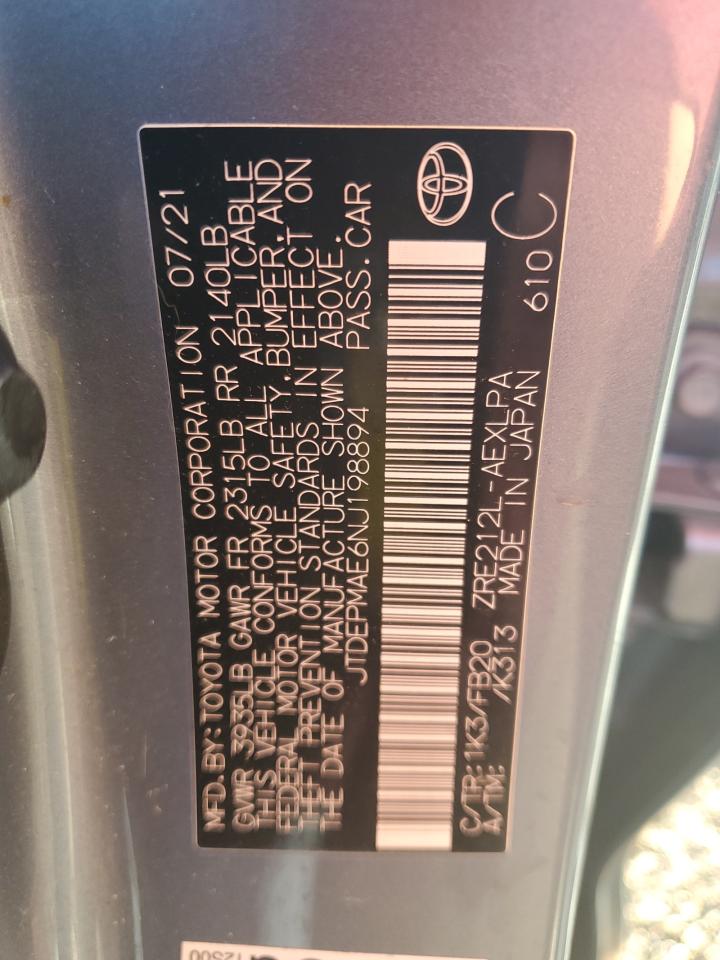 MFD.BY:TOYOTA MOTOR CORPORATION 07/21
GVWR 3935LB GAWR FR 2315LB RR 2140LB
THIS VEHICLE CONFORMS TO ALL APPLICABLE
FEDERAL MOTOR VEHICLE SAFETY,BUMPER,AND
THEFT PREVENTION STANDARDS IN EFFECT ON
THE DATE OF MANUFACTURE SHOWN ABOVE.
JTDEPMAE6NJ198894 PASS.CAR
C/TR:1K3/FB20 ZRE212L-AEXLPA
A/TM: /K313 MADE IN JAPAN 610 C
12S00